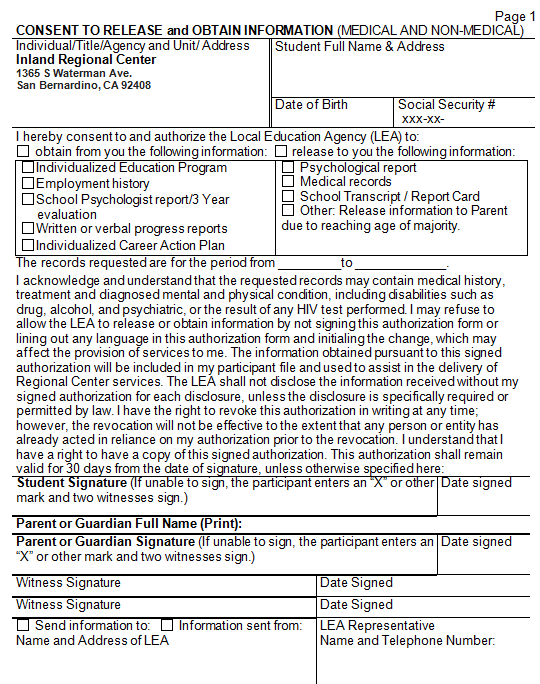 Page 1
CONSENT TO RELEASE and OBTAIN INFORMATION (MEDICAL AND NON-MEDICAL)
Individual/Title/Agency and Unit/ Address
Inland Regional Center
1365 S Waterman Ave.
San Bernardino, CA 92408
Student Full Name & Address
Date of Birth
Social Security #
xxx-xx-
I hereby consent to and authorize the Local Education Agency (LEA) to:
obtain from you the following information:
release to you the following information:
Individualized Education Program
Employment history
School Psychologist report/3 Year
evaluation
Written or verbal progress reports
Individualized Career Action Plan
Psychological report
Medical records
School Transcript / Report Card
Other: Release information to Parent
due to reaching age of majority.
The records requested are for the period from __________to ______________.
I acknowledge and understand that the requested records may contain medical history,
treatment and diagnosed mental and physical condition, including disabilities such as
drug, alcohol, and psychiatric, or the result of any HIV test performed. I may refuse to
allow the LEA to release or obtain information by not signing this authorization form or
lining out any language in this authorization form and initialing the change, which may
affect the provision of services to me. The information obtained pursuant to this signed
authorization will be included in my participant file and used to assist in the delivery of
Regional Center services. The LEA shall not disclose the information received without my
signed authorization for each disclosure, unless the disclosure is specifically required or
permitted by law. I have the right to revoke this authorization in writing at any time;
however, the revocation will not be effective to the extent that any person or entity has
already acted in reliance on my authorization prior to the revocation. I understand that I
have a right to have a copy of this signed authorization. This authorization shall remain
valid for 30 days from the date of signature, unless otherwise specified here:
Student Signature (If unable to sign, the participant enters an “X” or other
mark and two witnesses sign.)
Date signed
Parent or Guardian Full Name (Print):
Parent or Guardian Signature (If unable to sign, the participant enters an
“X” or other mark and two witnesses sign.)
Date signed
Witness Signature
Date Signed
Witness Signature
Date Signed
Send information to:
Information sent from:
Name and Address of LEA
LEA Representative
Name and Telephone Number: